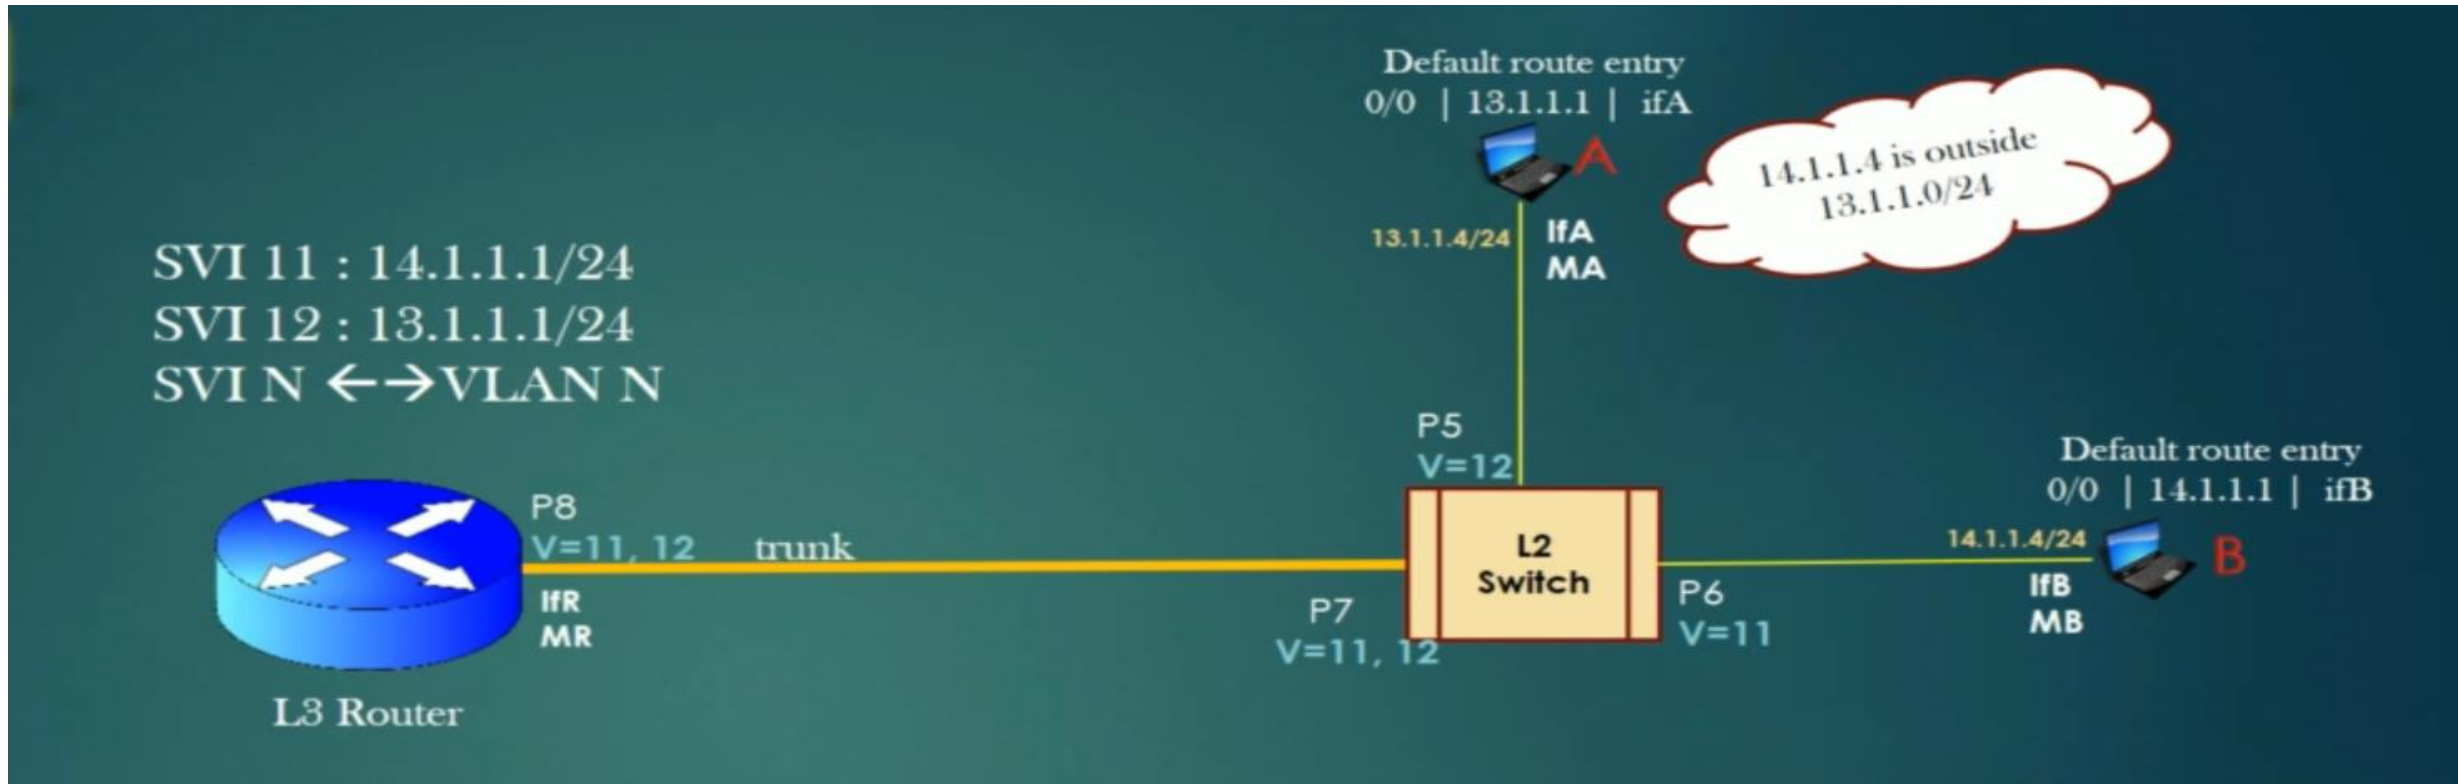 SVI 11 : 14.1.1.1/24
SVI 12 : 13.1.1.1/24
SVI N ←→VLAN N
P8
V=11, 12
trunk
IfR
MR
L3 Router
Default route entry
0/0 | 13.1.1.1 | ifA
A
14.1.1.4 is outside
13.1.1.0/24
13.1.1.4/24
IfA
MA
P5
V=12
L2
Switch
P7
V=11, 12
P6
V=11
Default route entry
0/0 | 14.1.1.1 | ifB
14.1.1.4/24
B
IfB
MB